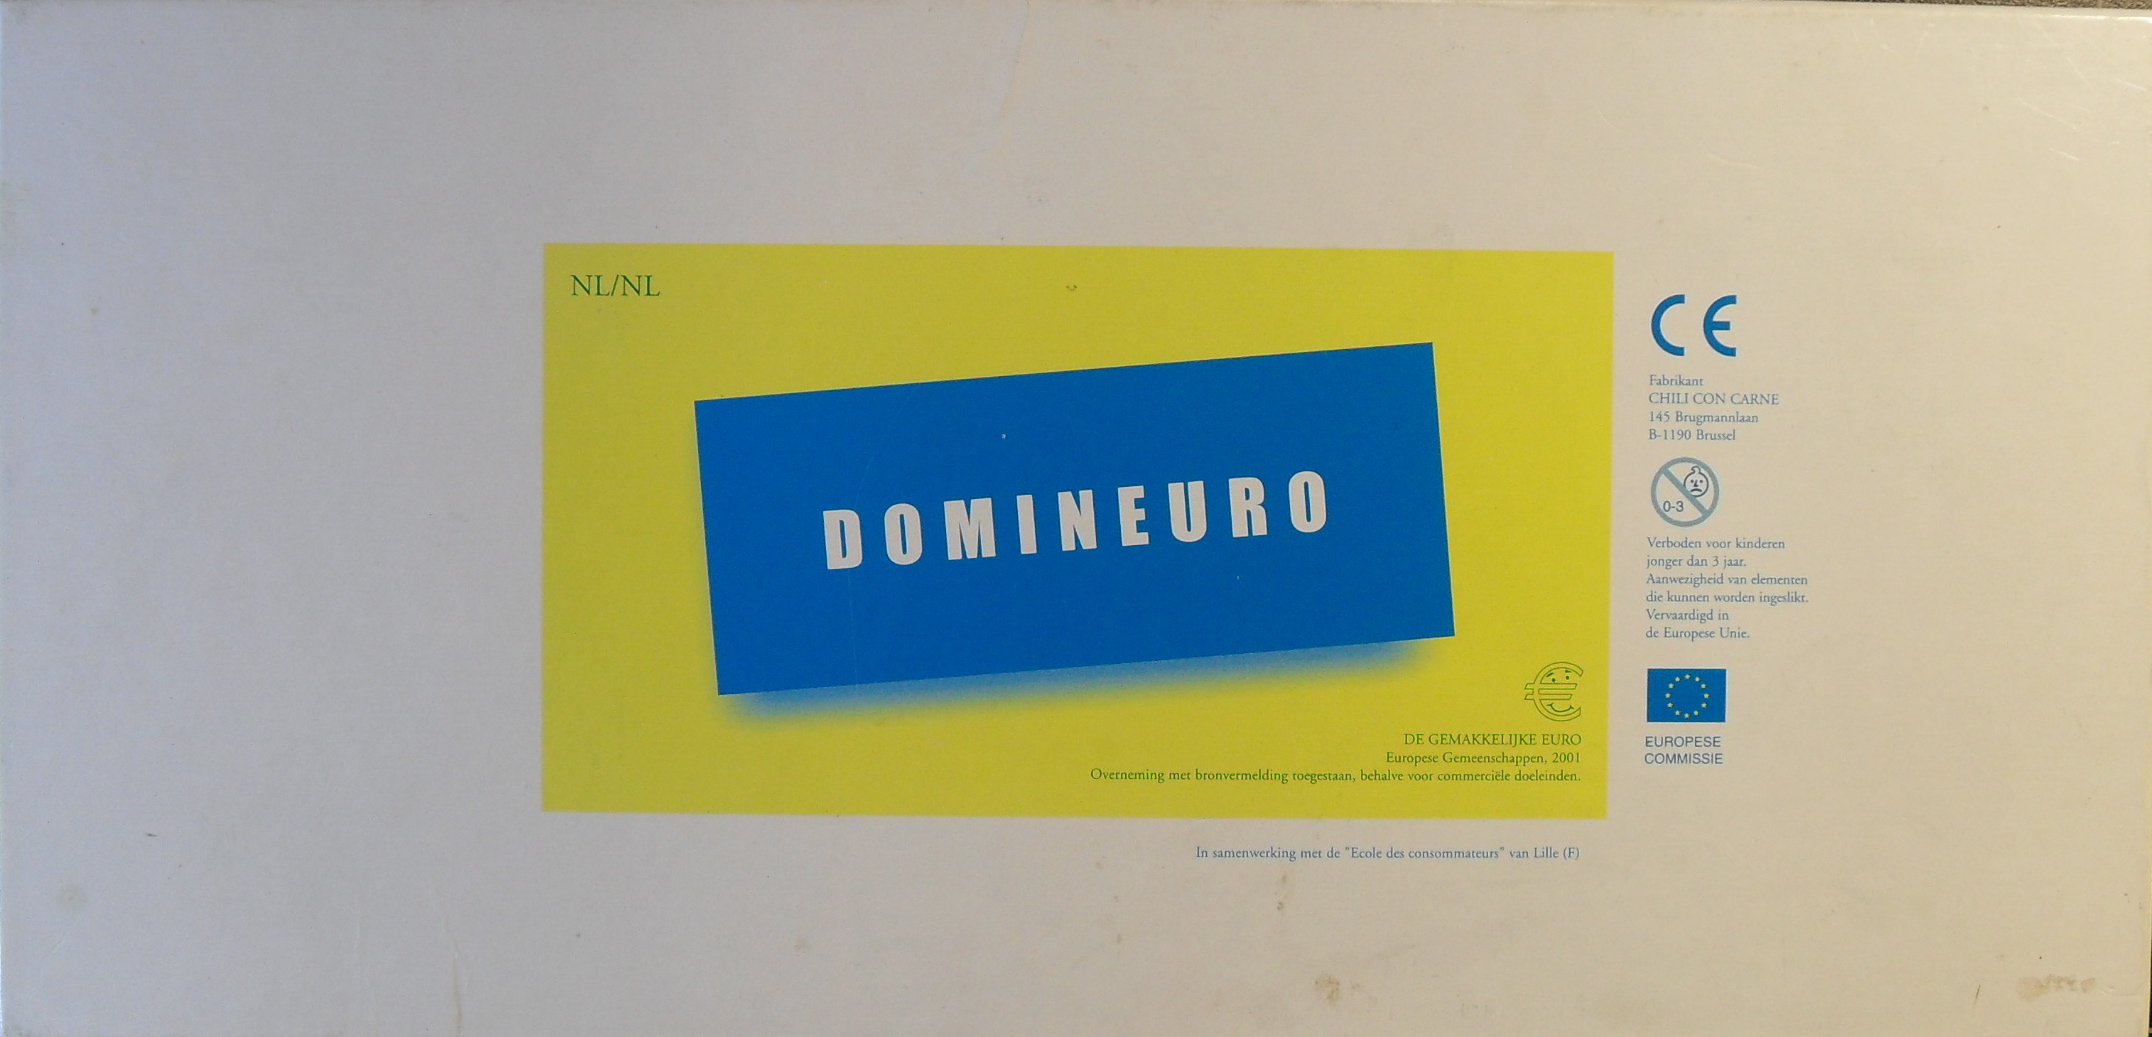 NL/NL
DOMINEURO
DE GEMAKKELIJKE EURO
Europese Gemeenschappen, 2001
Overneming met bronvermelding toegestaan, behalve voor commerciële doeleinden.
In samenwerking met de "Ecole des consommateurs" van Lille (F)
CE
Fabrikant
CHILI CON CARNE
145 Brugmannlaan
B-1190 Brussel
0-3
Verboden voor kinderen
jonger dan 3 jaar.
Aanwezigheid van elementen
die kunnen worden ingeslikt.
Vervaardigd in
de Europese Unie.
EUROPESE
COMMISSIE